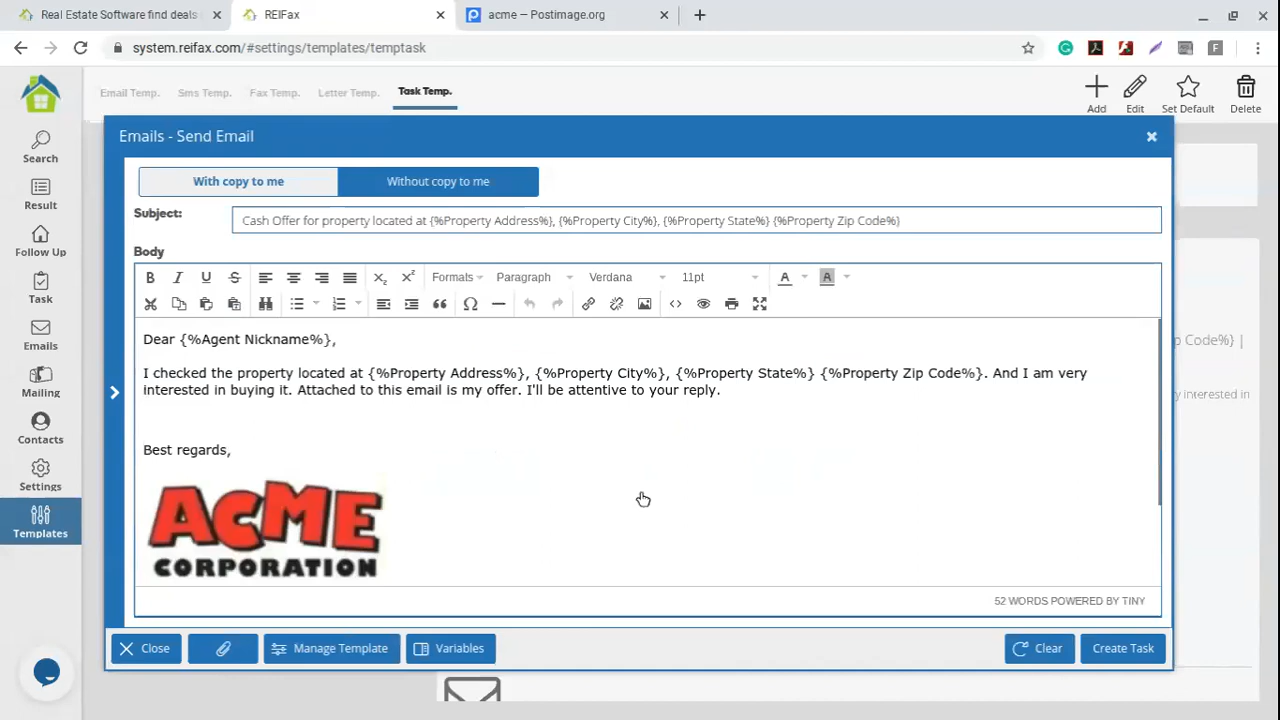 Real Estate Software find deals
REIFax
acme — Postimage.org
system.reifax.com/#settings/templates/temptask
Email Temp.
Sms Temp.
Fax Temp.
Letter Temp.
Task Temp.
Add
Edit
Set Default
Delete
Search
Result
Follow Up
Task
Emails
Mailing
Contacts
Settings
Templates
Emails - Send Email
With copy to me
Without copy to me
Subject:
Cash Offer for property located at {%Property Address%}, {%Property City%}, {%Property State%} {%Property Zip Code%}
Body
Formats
Paragraph
Verdana
11pt
Dear {%Agent Nickname%},
I checked the property located at {%Property Address%}, {%Property City%}, {%Property State%} {%Property Zip Code%}. And I am very
interested in buying it. Attached to this email is my offer. I'll be attentive to your reply.
Best regards,
ACME
CORPORATION
52 WORDS POWERED BY TINY
p Code%} |
y interested in
Close
Manage Template
Variables
Clear
Create Task